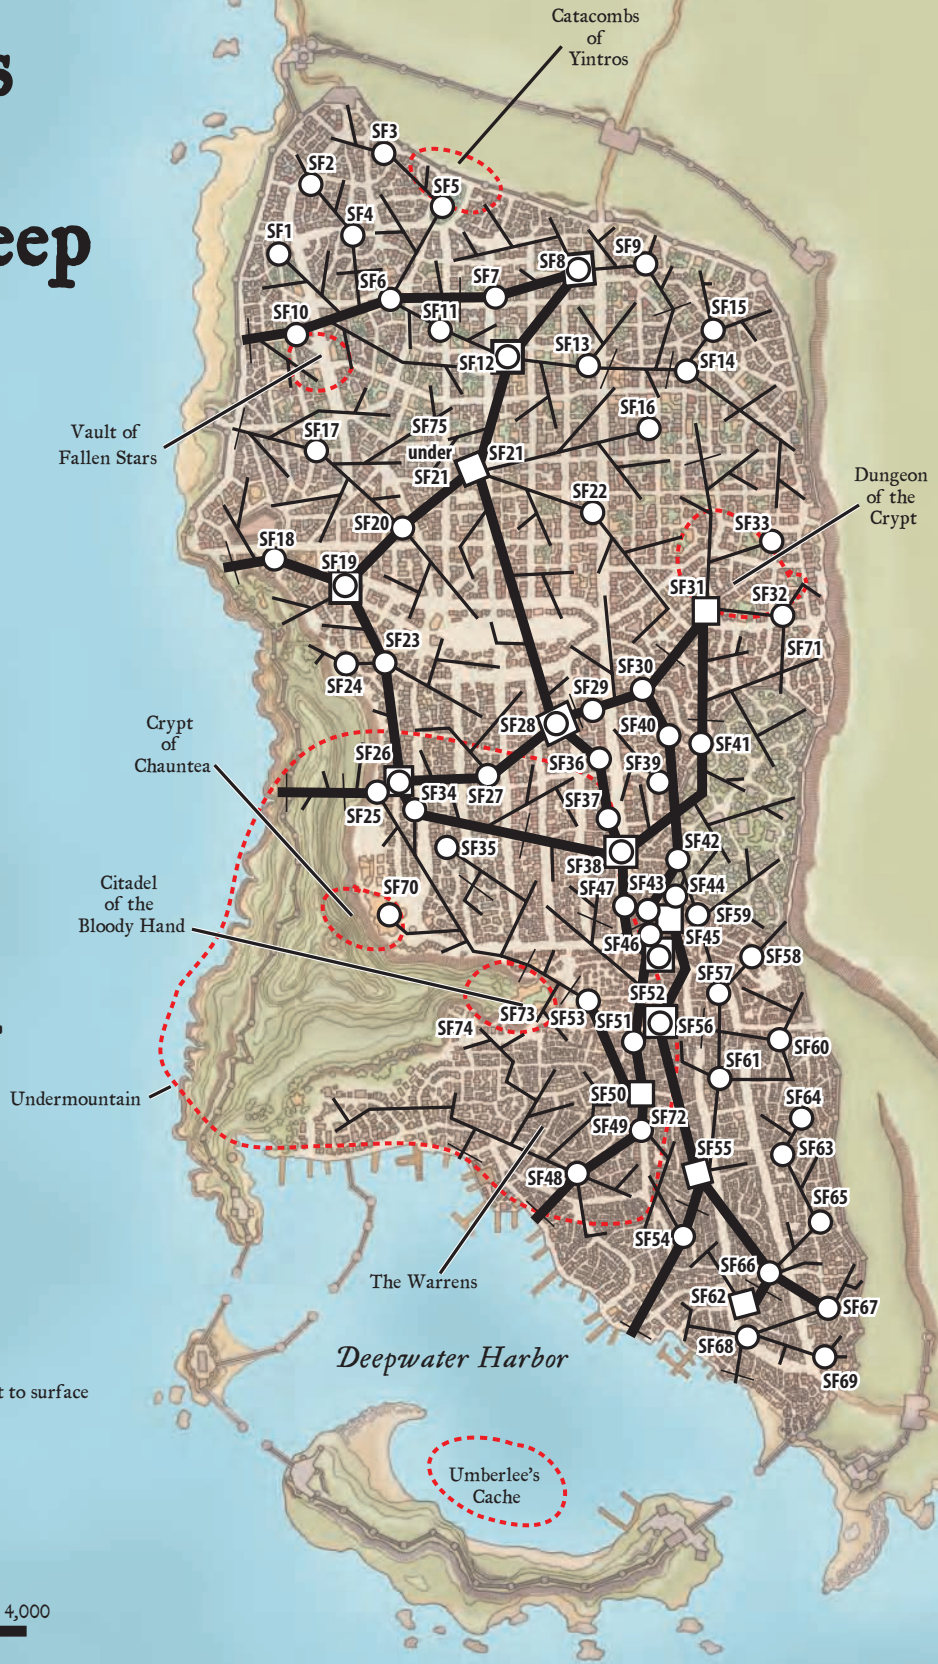 Catacombs
of
Yintros
s
SF3
SF2
SF5
SF4
eep
SF1
SF8
SF9
SF6
SF7
SF10
SF11
SF15
SF12
SF13
SF14
SF16
Vault of
Fallen Stars
SF17
SF75
under
SF21
SF21
Dungeon
of the
Crypt
SF22
SF20
SF33
SF18
SF19
SF31
SF32
SF23
SF71
SF24
SF30
SF29
Crypt
of
Chauntea
SF28
SF40
SF26
SF36
SF39
SF41
SF34
SF27
SF25
SF37
SF35
SF38
SF42
Citadel
of the
Bloody Hand
SF70
SF47
SF43
SF44
SF59
SF46
SF45
SF58
SF57
SF52
SF73
SF53
SF51
SF56
SF74
SF60
SF61
Undermountain
SF50
SF64
SF49
SF72
SF55
SF63
SF48
SF65
SF54
SF66
The Warrens
SF62
SF67
SF68
Deepwater Harbor
SF69
t to surface
Umberlee's
Cache
4,000